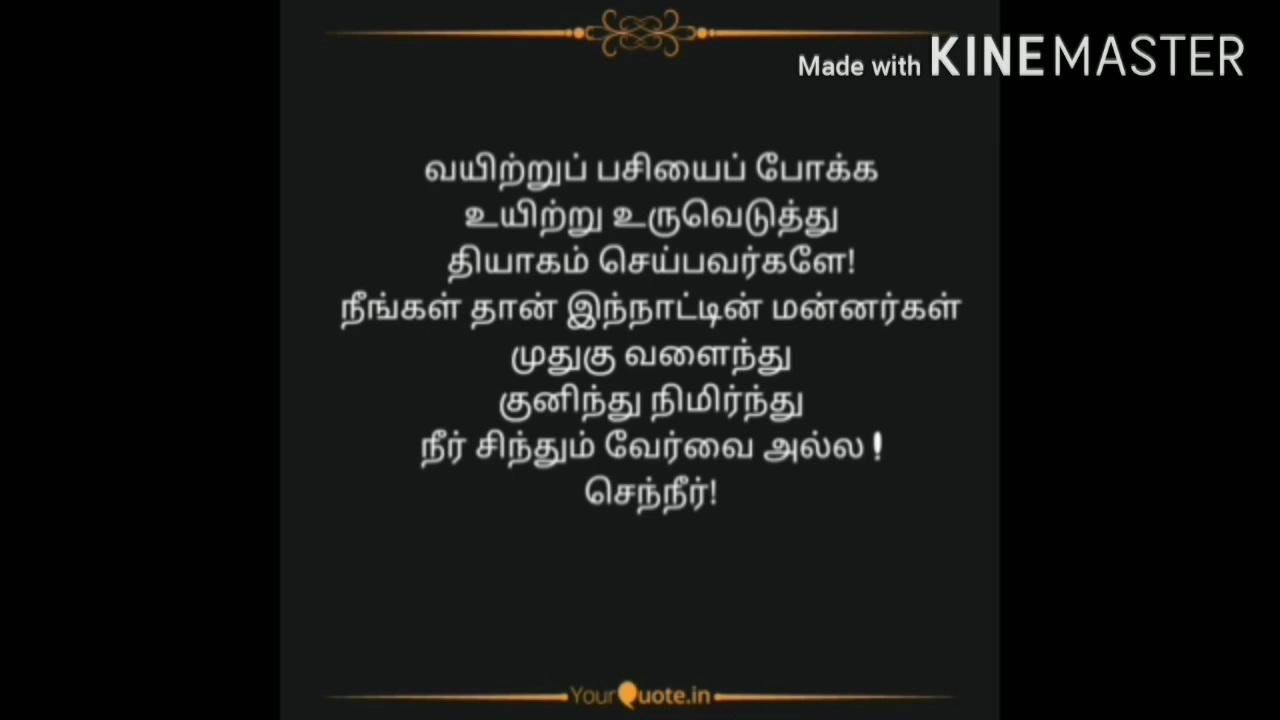 Made with KINEMASTER
வயிற்றுப் பசியைப் போக்க
உயிற்று உருவெடுத்து
தியாகம் செய்பவர்களே!
நீங்கள் தான் இந்நாட்டின் மன்னர்கள்
முதுகு வளைந்து
குனிந்து நிமிர்ந்து
நீர் சிந்தும் வேர்வை அல்ல !
செந்நீர்!
YourQuote.in